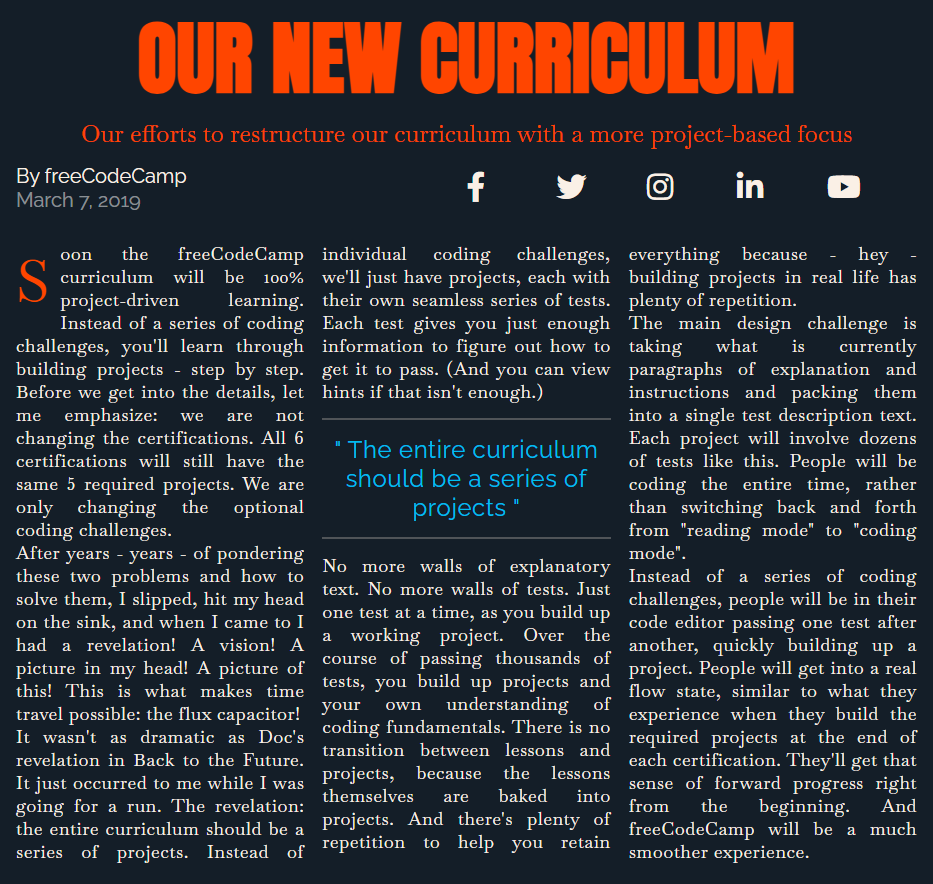 OUR NEW CURRICULUM
Our efforts to restructure our curriculum with a more project-based focus
By freeCodeCamp
March 7, 2019
Soon the freeCodeCamp
curriculum will be 100%
project-driven learning.
Instead of a series of coding
challenges, you'll learn through
building projects - step by step.
Before we get into the details, let
me emphasize: we are not
changing the certifications. All 6
certifications will still have the
same 5 required projects. We are
only changing the optional
coding challenges.
After years - years - of pondering
these two problems and how to
solve them, I slipped, hit my head
on the sink, and when I came to I
had a revelation! A vision! A
picture in my head! A picture of
this! This is what makes time
travel possible: the flux capacitor!
It wasn't as dramatic as Doc's
revelation in Back to the Future.
It just occurred to me while I was
going for a run. The revelation:
the entire curriculum should be a
series of projects. Instead of
individual coding challenges,
we'll just have projects, each with
their own seamless series of tests.
Each test gives you just enough
information to figure out how to
get it to pass. (And you can view
hints if that isn't enough.)
" The entire curriculum
should be a series of
projects "
No more walls of explanatory
text. No more walls of tests. Just
one test at a time, as you build up
a working project. Over the
course of passing thousands of
tests, you build up projects and
your own understanding of
coding fundamentals. There is no
transition between lessons and
projects, because the lessons
themselves are baked into
projects. And there's plenty of
repetition to help you retain
everything because - hey -
building projects in real life has
plenty of repetition.
The main design challenge is
taking what is currently
paragraphs of explanation and
instructions and packing them
into a single test description text.
Each project will involve dozens
of tests like this. People will be
coding the entire time, rather
than switching back and forth
from "reading mode" to "coding
mode".
Instead of a series of coding
challenges, people will be in their
code editor passing one test after
another, quickly building up a
project. People will get into a real
flow state, similar to what they
experience when they build the
required projects at the end of
each certification. They'll get that
sense of forward progress right
from the beginning. And
freeCodeCamp will be a much
smoother experience.